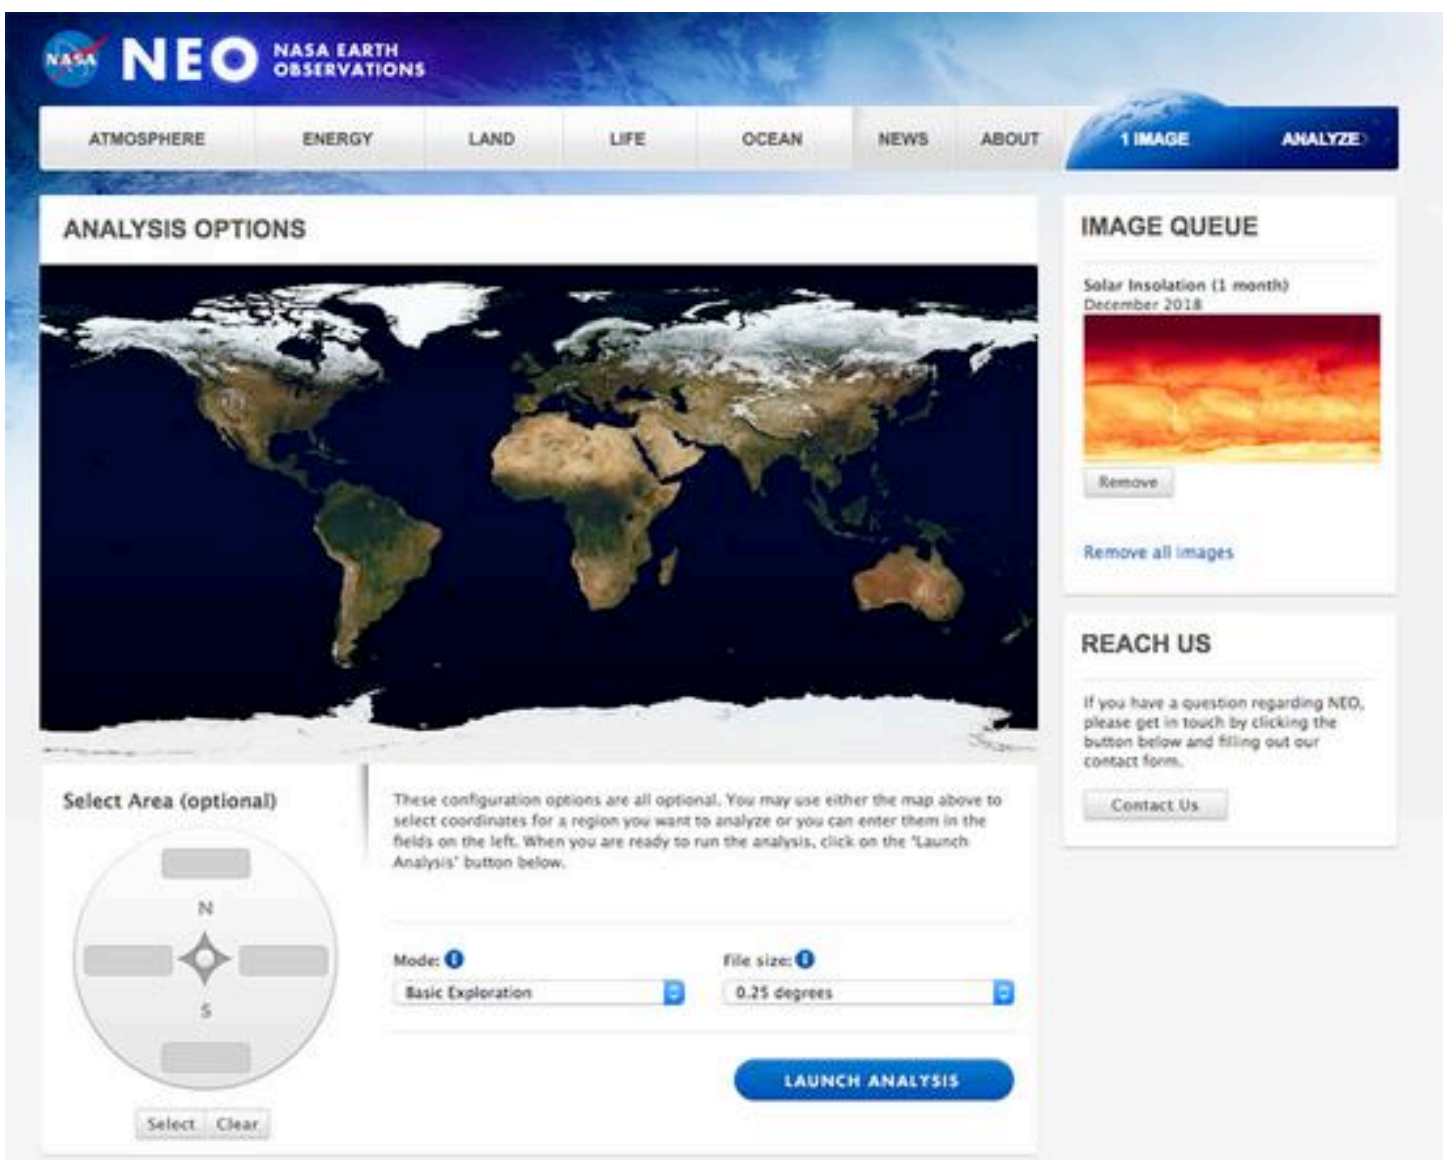 NASA
NEO
NASA EARTH
OBSERVATIONS
ATMOSPHERE
ENERGY
LAND
LIFE
OCEAN
NEWS
ABOUT
1 IMAGE
ANALYZE
ANALYSIS OPTIONS
Select Area (optional)
N
S
Select
Clear
These configuration options are all optional. You may use either the map above to
select coordinates for a region you want to analyze or you can enter them in the
fields on the left. When you are ready to run the analysis, click on the "Launch
Analysis" button below.
Mode:
Basic Exploration
File size:
0.25 degrees
LAUNCH ANALYSIS
IMAGE QUEUE
Solar Insolation (1 month)
December 2018
Remove
Remove all images
REACH US
If you have a question regarding NEO,
please get in touch by clicking the
button below and filling out our
contact form.
Contact Us